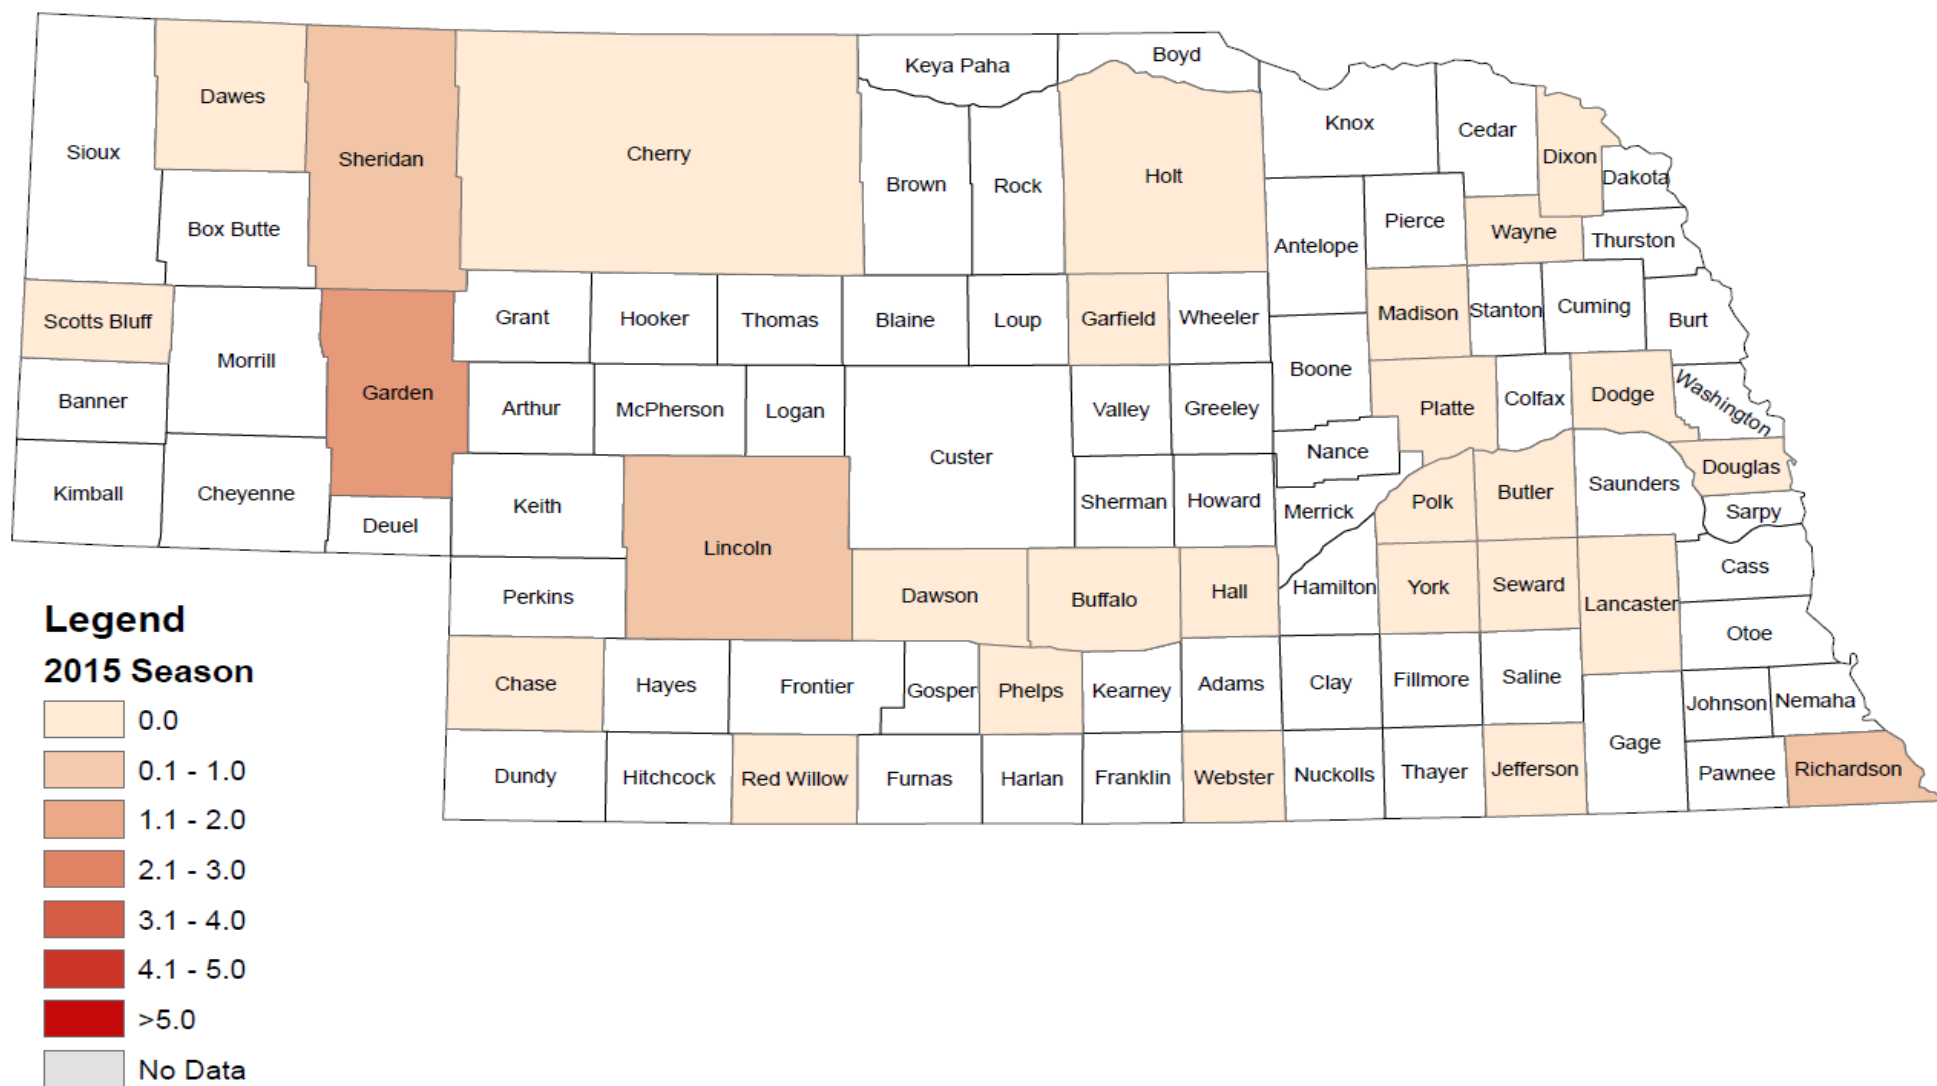 Boyd
Keya Paha
Dawes
Knox
Cedar
Sioux
Sheridan
Cherry
Dixon
Holt
Dakota
Brown
Rock
Pierce
Box Butte
Wayne
Thurston
Antelope
Scotts Bluff
Grant
Hooker
Thomas
Blaine
Loup
Garfield
Wheeler
Madison
Stanton
Cuming
Burt
Morrill
Boone
Garden
Banner
Arthur
McPherson
Logan
Valley
Greeley
Platte
Colfax
Dodge
Washington
Custer
Nance
Douglas
Kimball
Cheyenne
Keith
Sherman
Howard
Merrick
Polk
Butler
Saunders
Sarpy
Deuel
Lincoln
Cass
Perkins
Dawson
Buffalo
Hall
Hamilton
York
Seward
Lancaster
Otoe
Chase
Hayes
Frontier
Gosper
Phelps
Kearney
Adams
Clay
Fillmore
Saline
Johnson
Nemaha
Gage
Dundy
Hitchcock
Red Willow
Furnas
Harlan
Franklin
Webster
Nuckolls
Thayer
Jefferson
Pawnee
Richardson
Legend
2015 Season
0.0
0.1 - 1.0
1.1 - 2.0
2.1 - 3.0
3.1 - 4.0
4.1 - 5.0
>5.0
No Data